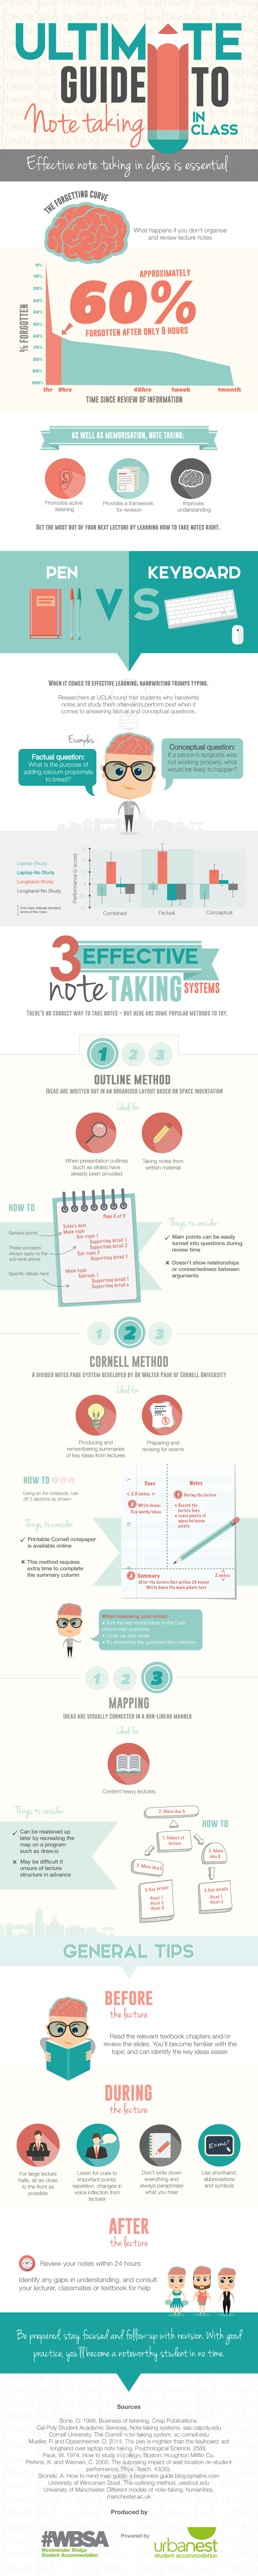 ULTIMATE
GUIDE TO
Note taking
IN
CLASS
Effective note taking in class is essential
THE FORGETTING CURVE
What happens if you don't organise
and review lecture notes
% FORGOTTEN
0%
10%
20%
30%
40%
50%
60%
70%
80%
90%
100%
APPROXIMATELY
60%
FORGOTTEN AFTER ONLY 9 HOURS
1hr 9hrs 48hrs 1week 1month
TIME SINCE REVIEW OF INFORMATION
AS WELL AS MEMORISATION, NOTE TAKING:
Promotes active
listening
Provides a framework
for revision
Improves
understanding
GET THE MOST OUT OF YOUR NEXT LECTURE BY LEARNING HOW TO TAKE NOTES RIGHT.
PEN
VS
KEYBOARD
WHEN IT COMES TO EFFECTIVE LEARNING, HANDWRITING TRUMPS TYPING.
Researchers at UCLA found that students who handwrite
notes and study them afterwards perform best when it
comes to answering factual and conceptual questions.
Examples:
Factual question:
What is the purpose of
adding calcium propionate
to bread?
Conceptual question:
If a person's epiglottis was
not working properly, what
would be likely to happen?
Laptop-Study
Laptop-No Study
Longhand-Study
Longhand-No Study
Error bars indicate standard
errors of the mean.
Performance (z score)
Combined
Factual
Conceptual
3 EFFECTIVE
note TAKING SYSTEMS
THERE'S NO CORRECT WAY TO TAKE NOTES – BUT HERE ARE SOME POPULAR METHODS TO TRY.
1 2 3
OUTLINE METHOD
IDEAS ARE WRITTEN OUT IN AN ORGANISED LAYOUT BASED ON SPACE INDENTATION
Ideal for:
When presentation outlines
(such as slides) have
already been provided
Taking notes from
written material
HOW TO
General points
These concepts
always apply to the
sub-level above
Specific details here
Page X of Y
Today's date
Main topic
Sub-topic 1
Supporting detail 1
Supporting detail 2
Sub-topic 2
Supporting detail 1
Main topic
Subtopic 1
Supporting detail 1
Supporting detail 2
Things to consider:
Main points can be easily
turned into questions during
review time
Doesn't show relationships
or connectedness between
arguments
1 2 3
CORNELL METHOD
A DIVIDED NOTES PAGE SYSTEM DEVELOPED BY DR WALTER PAUK OF CORNELL UNIVERSITY
Ideal for:
Producing and
remembering summaries
of key ideas from lectures
Preparing and
revising for exams
HOW TO 1 2 3
Using an A4 notebook, rule
off 3 sections as shown:
Things to consider:
Printable Cornell notepaper
is available online
This method requires
extra time to complete
the summary column
Cues
< 2.5 inches >
2 Write down:
Key words/ideas
Notes
1 During the lecture
• Record the
lecture here
• Leave plenty of
space between
points
3 Summary
After the lecture (but within 24 hours)
Write down the main points here
2 inches
When reviewing your notes:
• Turn the key words/ideas in the Cues
column into questions
• Cover up your notes
• Try answering the questions from memory
1 2 3
MAPPING
IDEAS ARE VISUALLY CONNECTED IN A NON-LINEAR MANNER
Ideal for:
Content heavy lectures
Things to consider:
Can be neatened up
later by recreating the
map on a program
such as draw.io
May be difficult if
unsure of lecture
structure in advance
HOW TO
2. Main idea A
1. Subject of
lecture
2. Main
idea B
2. Main idea C
3 Key details
-Point 1
-Point 2
-Point 3
3 Key details
-Point 1
-Point 2
GENERAL TIPS
BEFORE
the lecture
Read the relevant textbook chapters and/or
review the slides. You'll become familiar with the
topic and can identify the key ideas easier.
DURING
the lecture
For large lecture
halls, sit as close
to the front as
possible
Listen for cues to
important points:
repetition, changes in
voice inflection from
lecturer
Don't write down
everything and
always paraphrase
what you hear
E=mc²
Use shorthand,
abbreviations
and symbols
AFTER
the lecture
Review your notes within 24 hours
Identify any gaps in understanding, and consult
your lecturer, classmates or textbook for help
Be prepared, stay focused and follow-up with revision. With good
practice, you'll become a noteworthy student in no time.
Sources
Bone, D. 1988. Business of listening. Crisp Publications.
Cal Poly Student Academic Services. Note taking systems. sas.calpoly.edu
Cornell University. The Cornell note-taking system. sc.cornell.edu
Mueller, P. and Oppenheimer, D. 2014. The pen is mightier than the keyboard: adf
longhand over laptop note taking. Psychological Science. 25(6).
Pauk, W. 1974. How to study in college, Boston: Houghton Mifflin Co.
Perkins, K. and Wieman, C. 2005. The surprising impact of seat location on student
performance, Phys. Teach. 43(30).
University of Winconsin Stout. The outlining method. uwstout.edu
University of Manchester. Different models of note-taking, humanities.
manchester.ac.uk
Produced by
#WBSA
Westminster Bridge
Student Accommodation
Powered by
urbanest
student accommodation